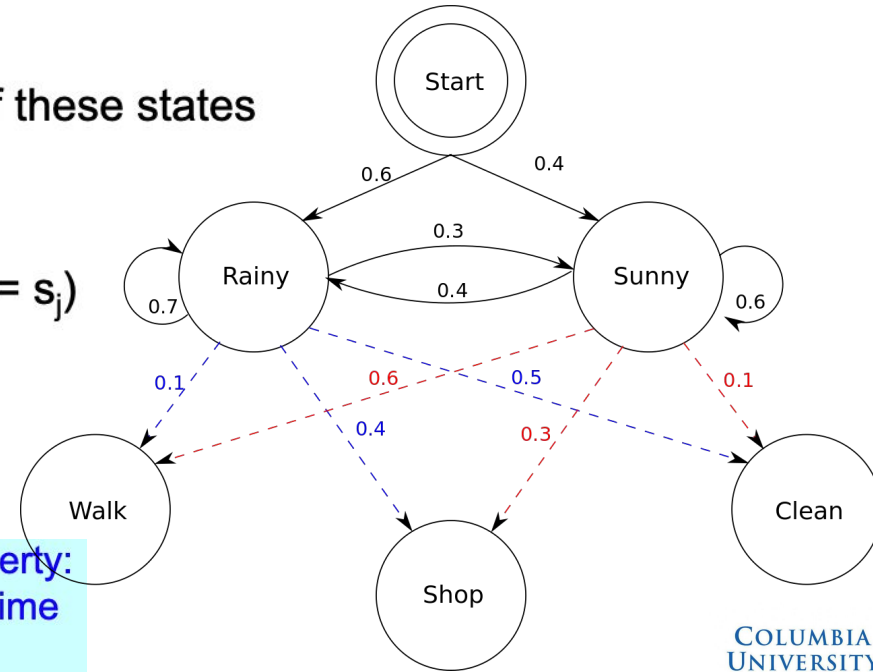 Start
f these states
0.6
0.4
0.3
= sj)
Rainy
Sunny
0.4
0.7
0.6
0.1
0.6
0.5
0.1
0.4
0.3
Walk
Clean
erty:
Shop
ime
COLUMBIA
UNIVERSITY